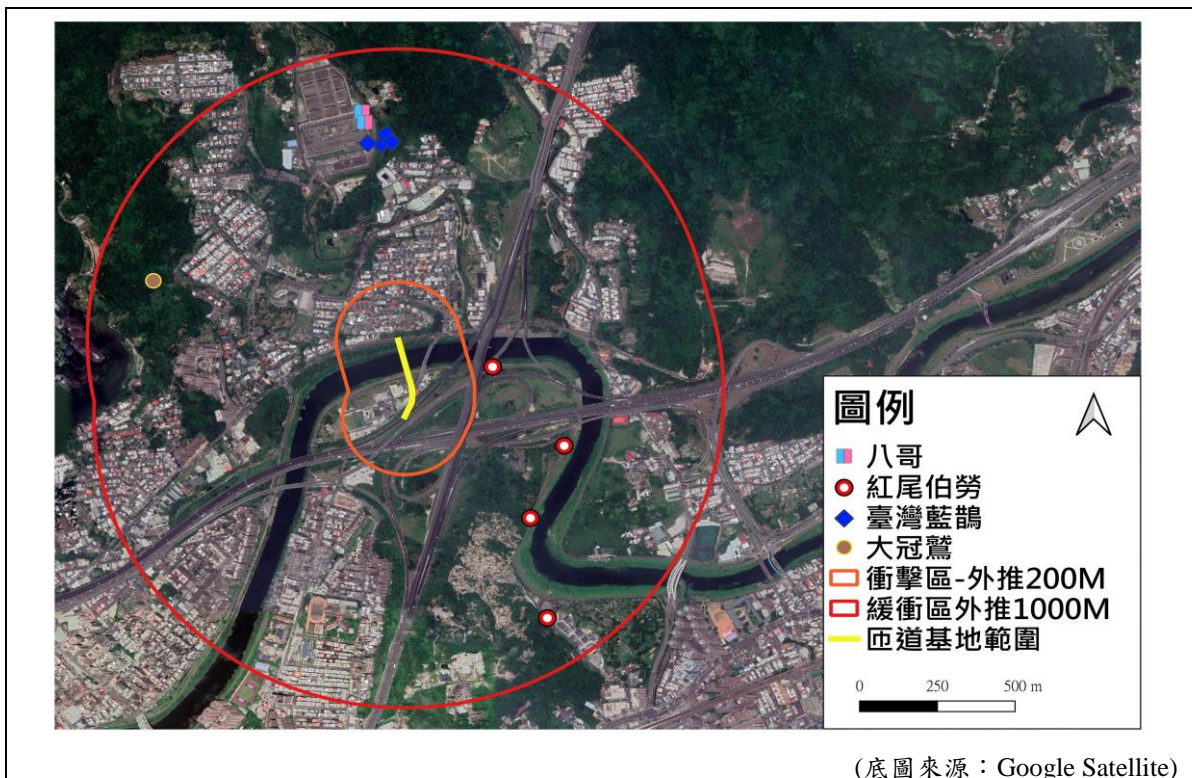 圖例
八哥
紅尾伯勞
臺灣藍鵲
大冠鷲
衝擊區-外推200M
緩衝區外推1000M
匝道基地範圍
0 250 500 m
(底圖來源：Google Satellite)